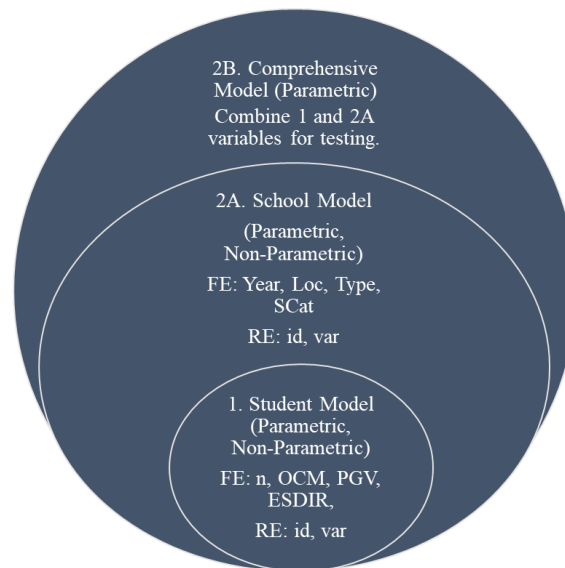 2B. Comprehensive
Model (Parametric)
Combine 1 and 2A
variables for testing.
2A. School Model
(Parametric,
Non-Parametric)
FE: Year, Loc, Type,
SCat
RE: id, var
1. Student Model
(Parametric,
Non-Parametric)
FE: n, OCM, PGV,
ESDIR,
RE: id, var